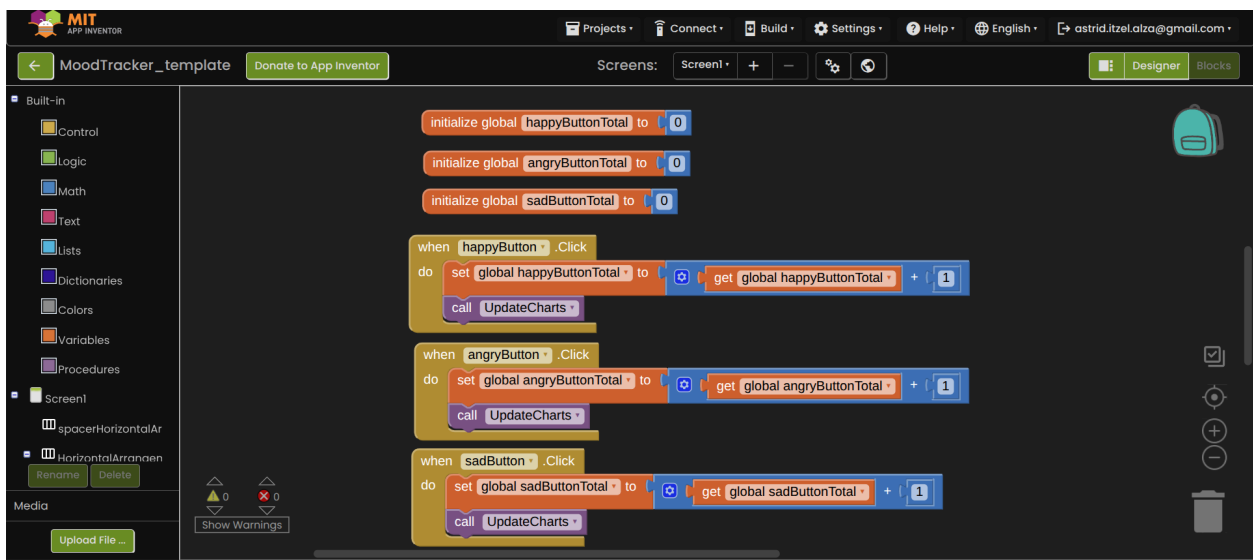 MIT
APP INVENTOR
Projects
Connect
Build
Settings
Help
English
astrid.itzel.alza@gmail.com
MoodTracker_template
Donate to App Inventor
Screens:
Screen1
Designer
Blocks
Built-in
Control
Logic
Math
Text
Lists
Dictionaries
Colors
Variables
Procedures
Screen1
spacerHorizontalAr
HorizontalArrangen
Rename
Delete
Media
Upload File ...
initialize global happyButtonTotal to 0
initialize global angryButtonTotal to 0
initialize global sadButtonTotal to 0
when happyButton .Click
do set global happyButtonTotal to get global happyButtonTotal + 1
call UpdateCharts
when angryButton .Click
do set global angryButtonTotal to get global angryButtonTotal + 1
call UpdateCharts
when sadButton .Click
do set global sadButtonTotal to get global sadButtonTotal + 1
call UpdateCharts
0 0
Show Warnings